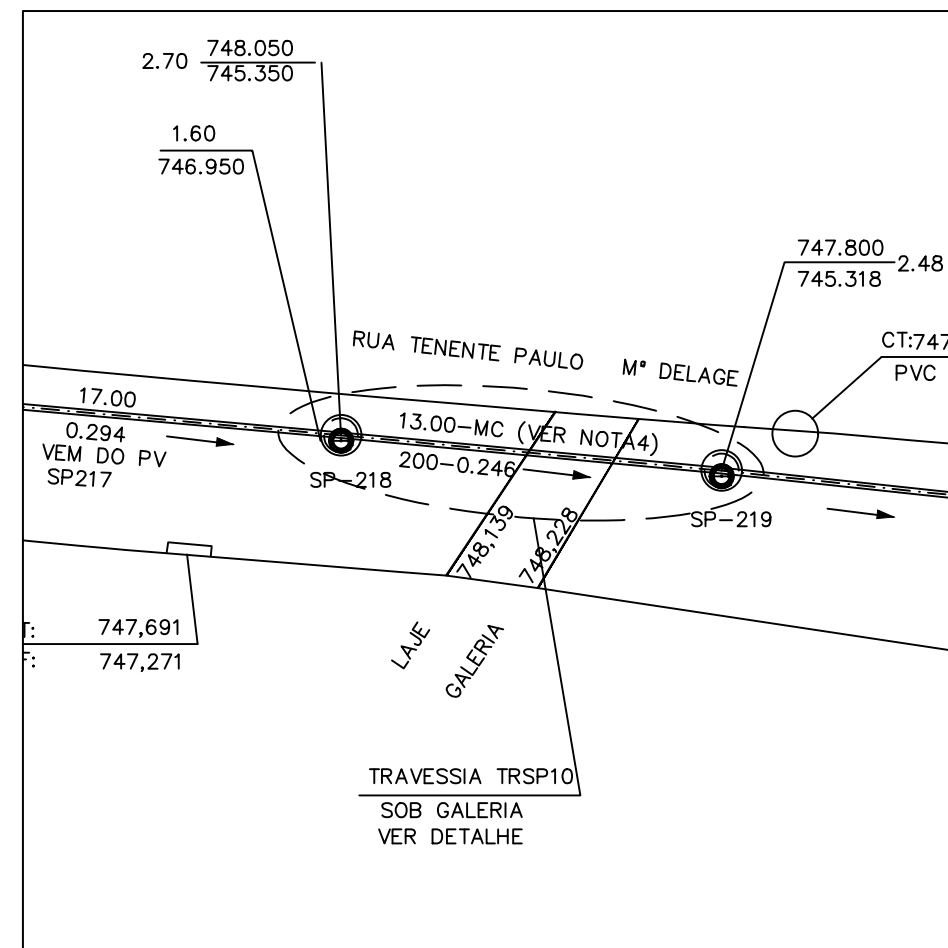 748.050
2.70
745.350
1.60
746.950
747.800
2.48
745.318
CT:747
PVC
RUA TENENTE PAULO Mª DELAGE
17.00
0.294
VEM DO PV
SP217
13.00-MC (VER NOTA4)
200-0.246
SP-218
SP-219
748,139
748,228
T: 747,691
F: 747,271
LAJE
GALERIA
TRAVESSIA TRSP10
SOB GALERIA
VER DETALHE